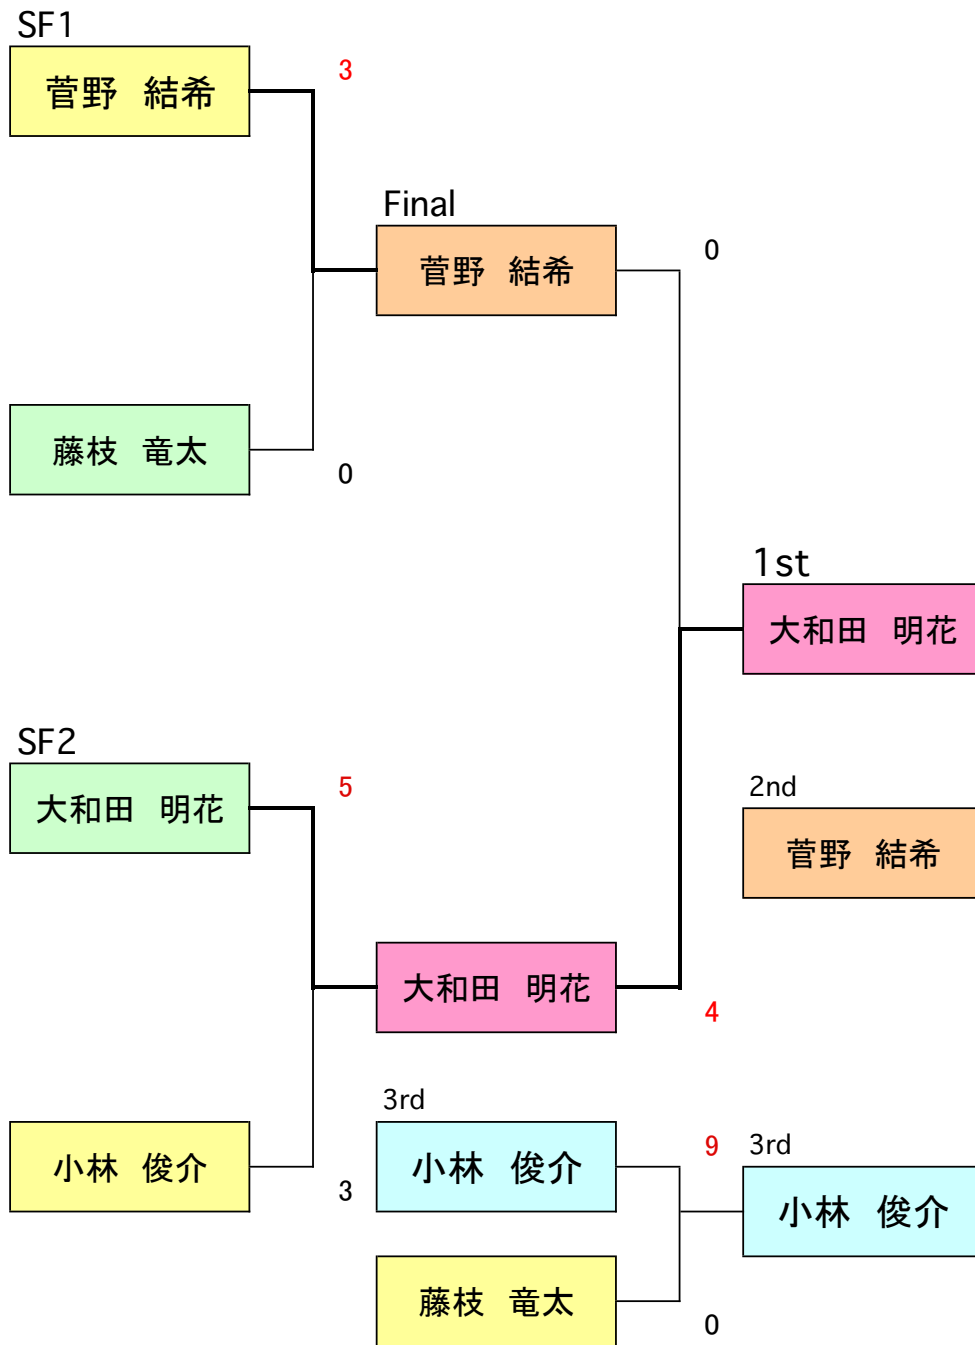 SF1
菅野　結希
3
Final
菅野　結希
0
藤枝　竜太
0
1st
大和田　明花
SF2
大和田　明花
5
2nd
菅野　結希
大和田　明花
4
3rd
小林　俊介
3
小林　俊介
9
3rd
小林　俊介
藤枝　竜太
0